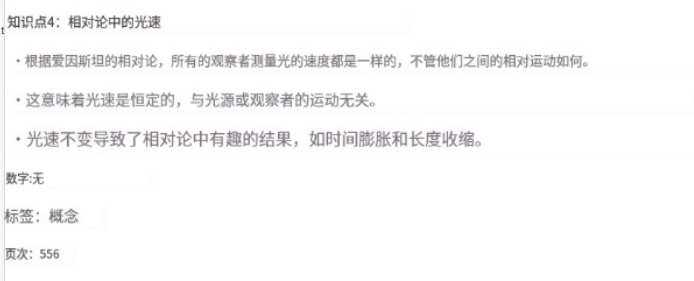 知识点4：相对论中的光速
・根据爱因斯坦的相对论，所有的观察者测量光的速度都是一样的，不管他们之间的相对运动如何。
・这意味着光速是恒定的，与光源或观察者的运动无关。
・光速不变导致了相对论中有趣的结果，如时间膨胀和长度收缩。
数字:无
标签：概念
页次：556